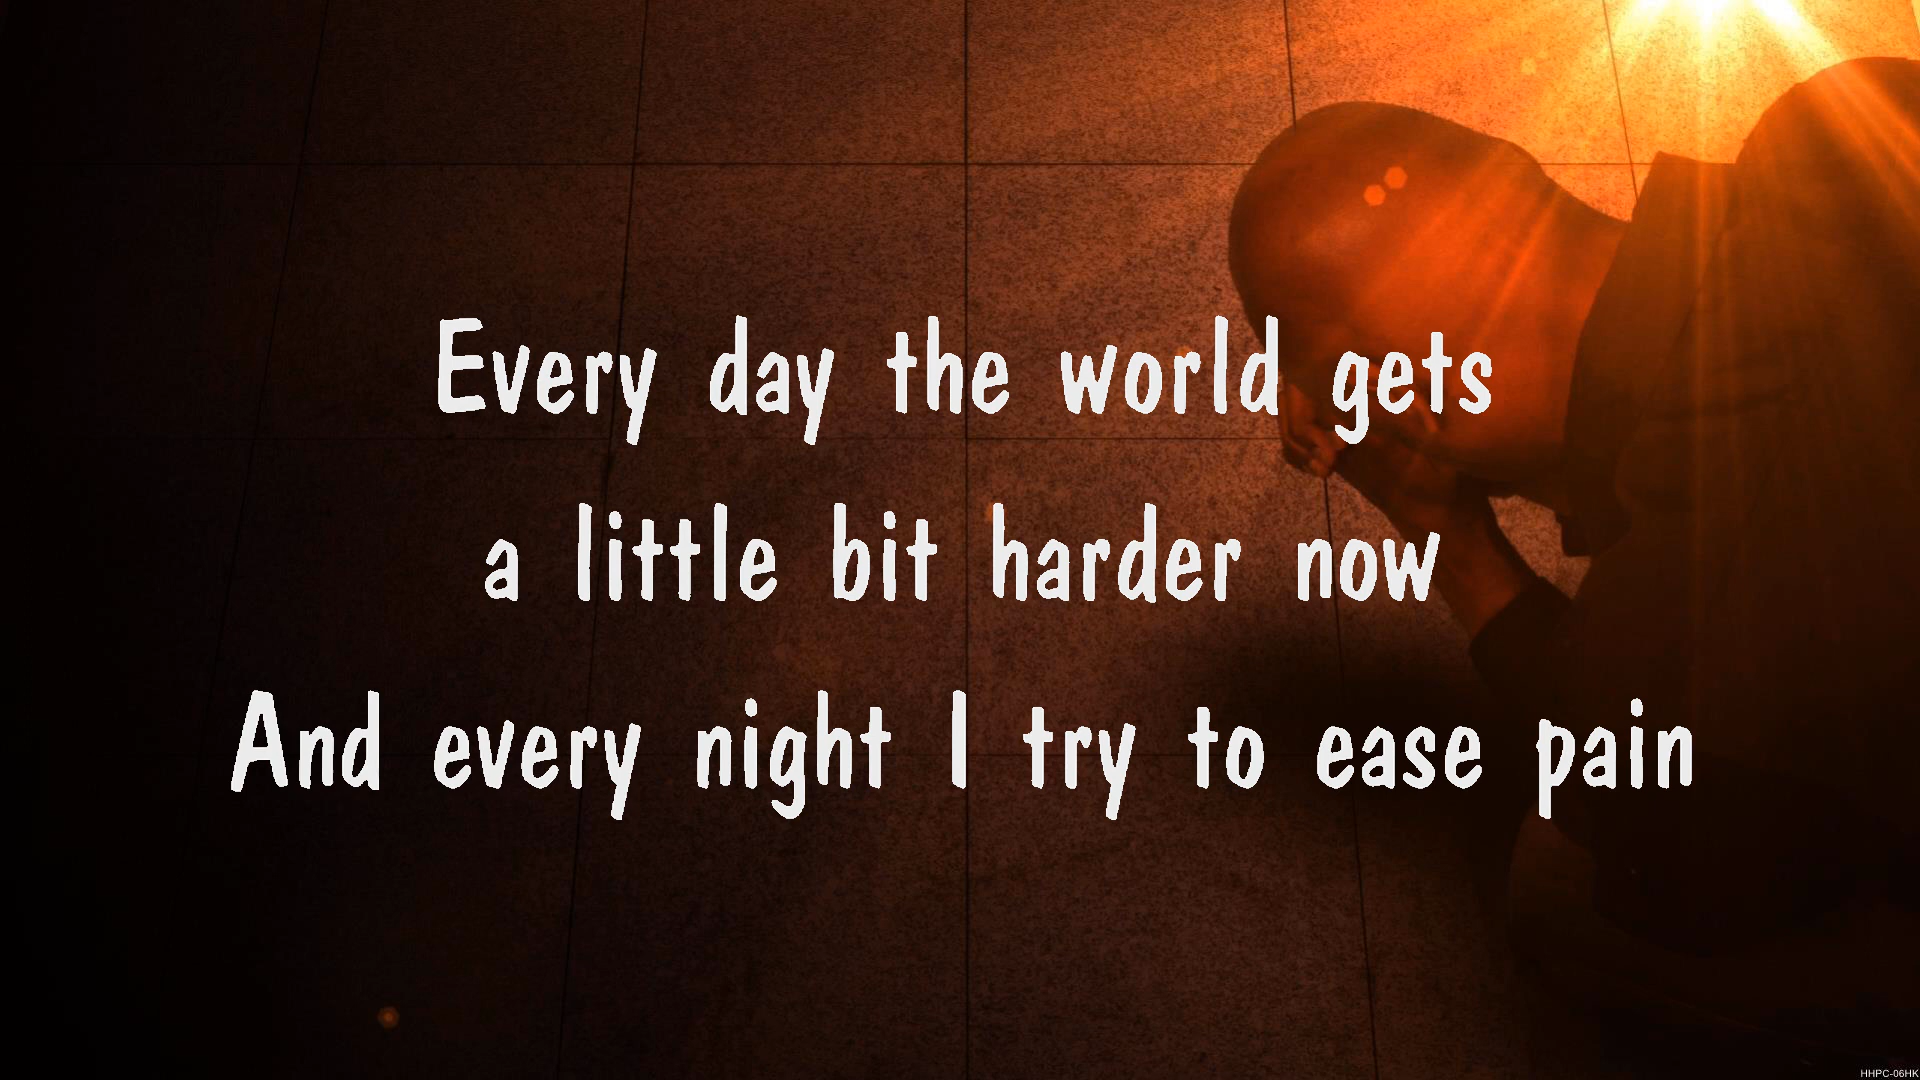 Every day the world gets
a little bit harder now
And every night I try to ease pain
HHPC-06HK